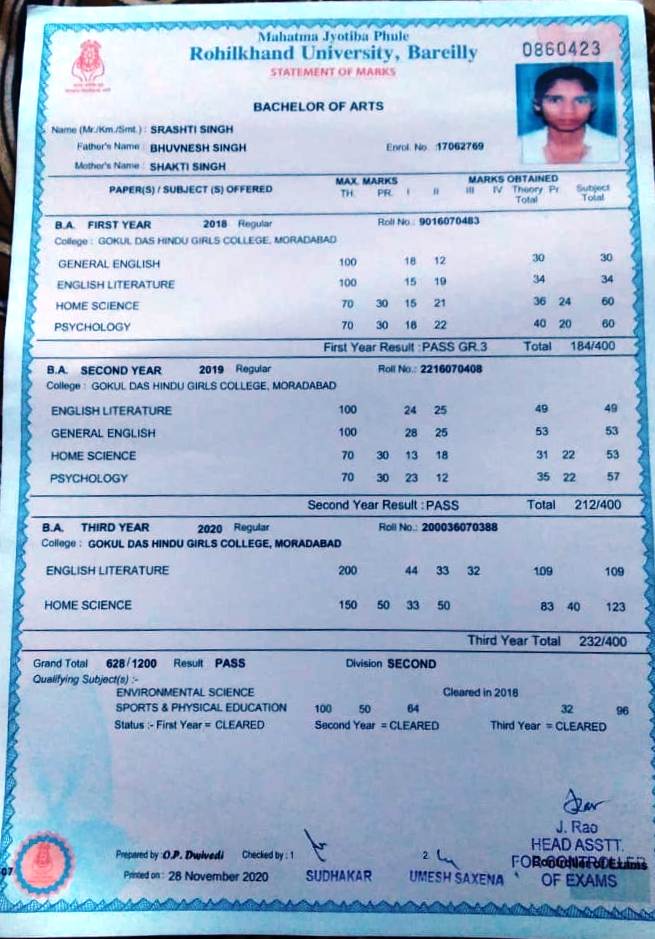 Mahatma Jyotiba Phule
Rohilkhand University, Bareilly
0860423
STATEMENT OF MARKS
BACHELOR OF ARTS
Name (Mr./Km./Smt.) : SRASHTI SINGH
Father's Name : BHUVNESH SINGH Enrol. No. :17062769
Mother's Name : SHAKTI SINGH
PAPER(S) / SUBJECT (S) OFFERED MAX. MARKS MARKS OBTAINED Subject Total
TH. PR. I II III IV Theory Total Pr.
B.A. FIRST YEAR 2018 Regular Roll No.: 9016070483
College : GOKUL DAS HINDU GIRLS COLLEGE, MORADABAD
GENERAL ENGLISH 100 18 12 30 30
ENGLISH LITERATURE 100 15 19 34 34
HOME SCIENCE 70 30 15 21 36 24 60
PSYCHOLOGY 70 30 18 22 40 20 60
First Year Result : PASS GR.3 Total 184/400
B.A. SECOND YEAR 2019 Regular Roll No.: 2216070408
College : GOKUL DAS HINDU GIRLS COLLEGE, MORADABAD
ENGLISH LITERATURE 100 24 25 49 49
GENERAL ENGLISH 100 28 25 53 53
HOME SCIENCE 70 30 13 18 31 22 53
PSYCHOLOGY 70 30 23 12 35 22 57
Second Year Result : PASS Total 212/400
B.A. THIRD YEAR 2020 Regular Roll No.: 200036070388
College : GOKUL DAS HINDU GIRLS COLLEGE, MORADABAD
ENGLISH LITERATURE 200 44 33 32 109 109
HOME SCIENCE 150 50 33 50 83 40 123
Third Year Total 232/400
Grand Total 628/1200 Result PASS Division SECOND
Qualifying Subject(s) :-
ENVIRONMENTAL SCIENCE Cleared in 2018
SPORTS & PHYSICAL EDUCATION 100 50 64 32 96
Status :- First Year = CLEARED Second Year = CLEARED Third Year = CLEARED
J. Rao
HEAD ASSTT.
Prepared by :O.P. Dwivedi Checked by : 1 2. FOR CONTROLLER
Controller of Exams
Printed on : 28 November 2020 SUDHAKAR UMESH SAXENA OF EXAMS